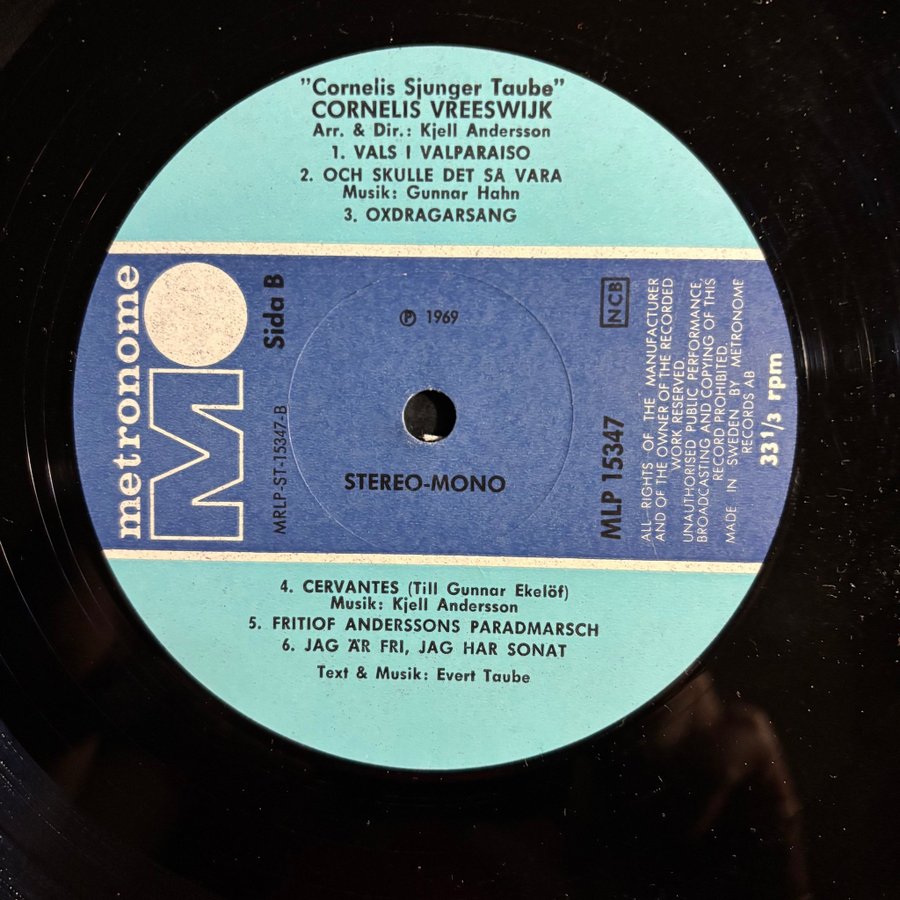 "Cornelis Sjunger Taube"
CORNELIS VREESWIJK
Arr. & Dir.: Kjell Andersson
1. VALS I VALPARAISO
2. OCH SKULLE DET SÅ VARA
Musik: Gunnar Hahn
3. OXDRAGARSANG
metronome
MRLP-ST-15347-B
Sida B
Ⓟ 1969
STEREO-MONO
NCB
MLP 15347
ALL RIGHTS OF THE MANUFACTURER
AND OF THE OWNER OF THE RECORDED
WORK RESERVED.
UNAUTHORISED PUBLIC PERFORMANCE,
BROADCASTING AND COPYING OF THIS
RECORD PROHIBITED.
MADE IN SWEDEN BY METRONOME
RECORDS AB
33 1/3 rpm
4. CERVANTES (Till Gunnar Ekelöf)
Musik: Kjell Andersson
5. FRITIOF ANDERSSONS PARADMARSCH
6. JAG ÄR FRI, JAG HAR SONAT
Text & Musik: Evert Taube